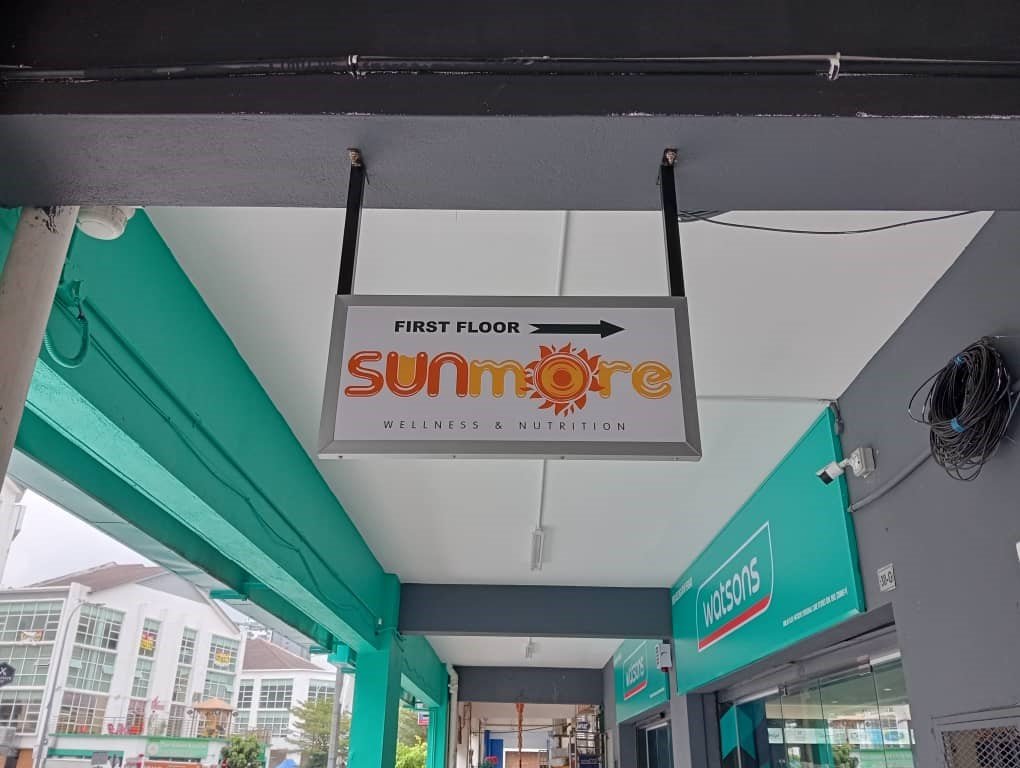 FIRST FLOOR
sunmore
WELLNESS & NUTRITION
watsons
watsons